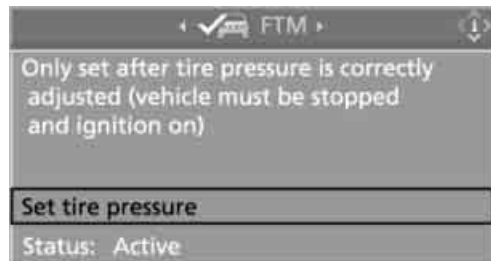 FTM
Only set after tire pressure is correctly
adjusted (vehicle must be stopped
and ignition on)
Set tire pressure
Status: Active